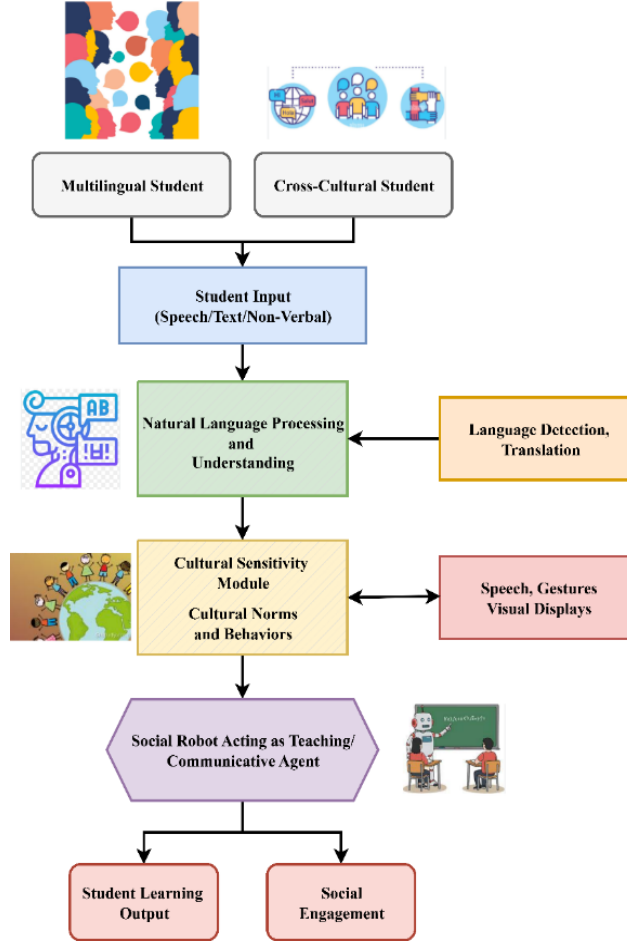 Multilingual Student
Cross-Cultural Student
Student Input
(Speech/Text/Non-Verbal)
AB
Natural Language Processing
and
Understanding
Language Detection,
Translation
Cultural Sensitivity
Module
Cultural Norms
and Behaviors
Speech, Gestures
Visual Displays
Social Robot Acting as Teaching/
Communicative Agent
Student Learning
Output
Social
Engagement